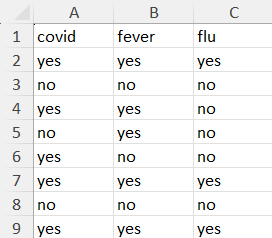 A B C
1 covid fever flu
2 yes yes yes
3 no no no
4 yes yes no
5 no yes no
6 yes no no
7 yes yes yes
8 no no no
9 yes yes yes